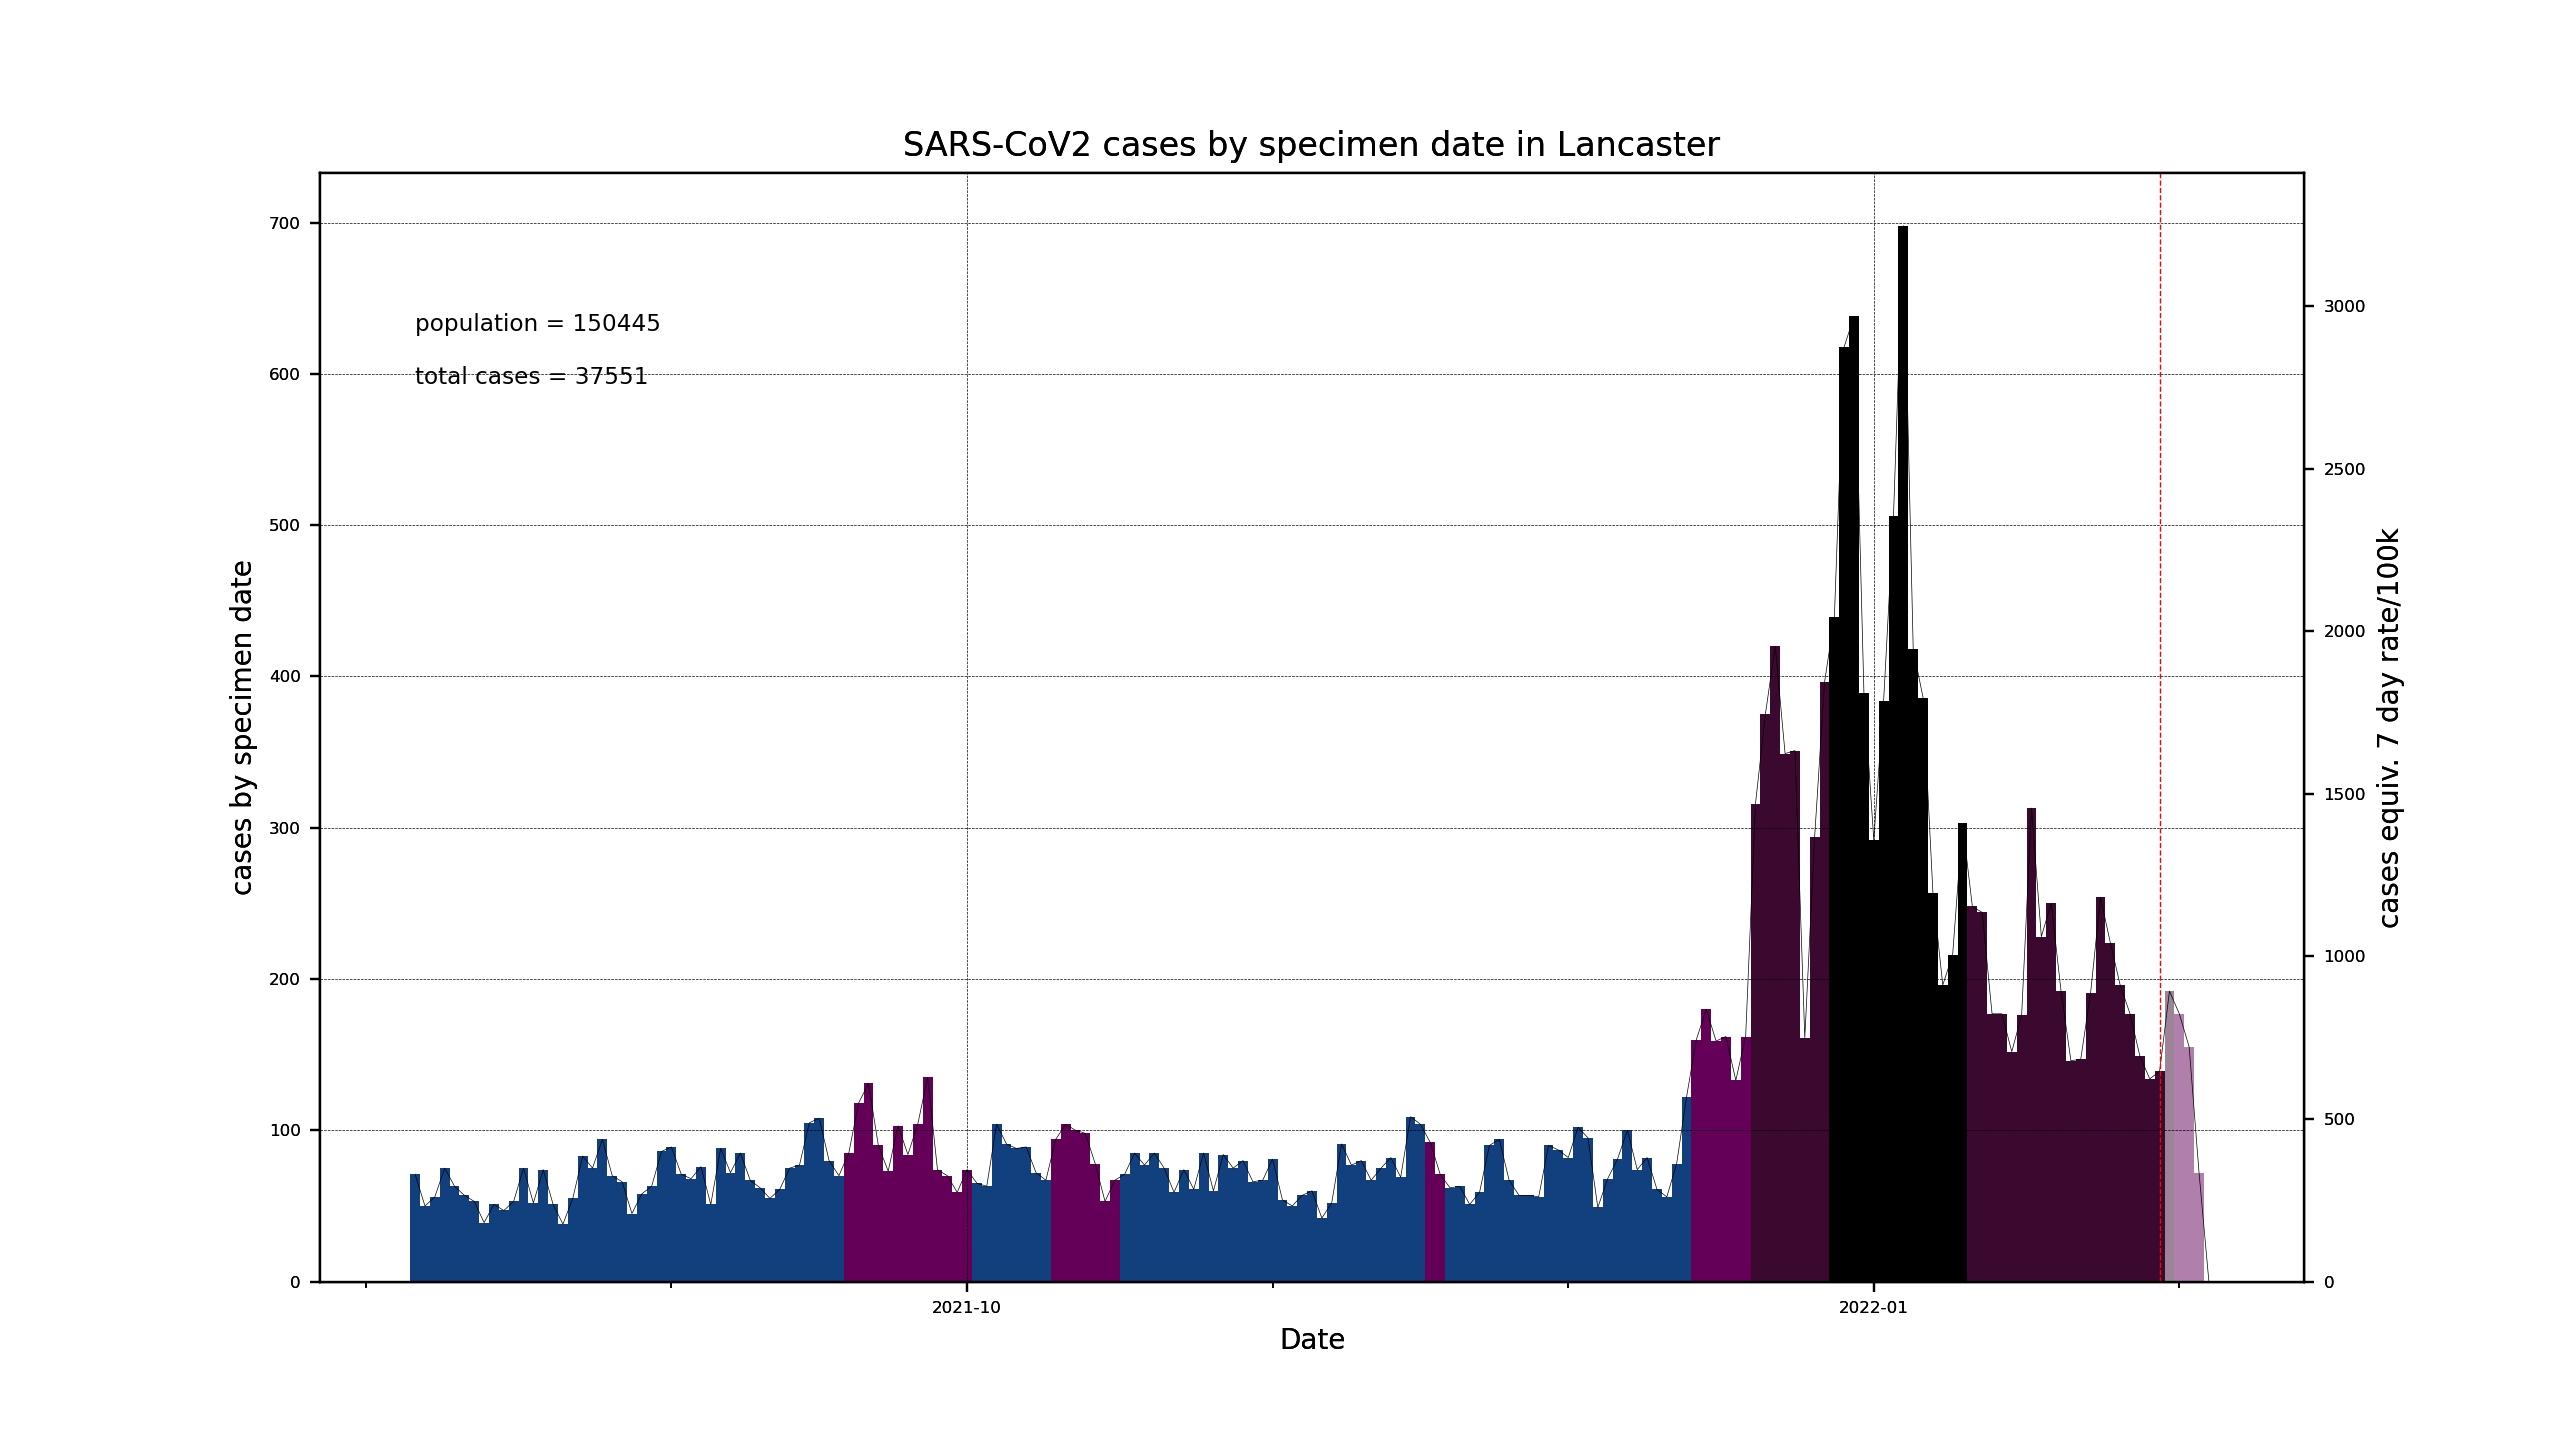 SARS-CoV2 cases by specimen date in Lancaster
population = 150445
total cases = 37551
cases by specimen date
700
600
500
400
300
200
100
0
cases equiv. 7 day rate/100k
3000
2500
2000
1500
1000
500
0
2021-10
2022-01
Date